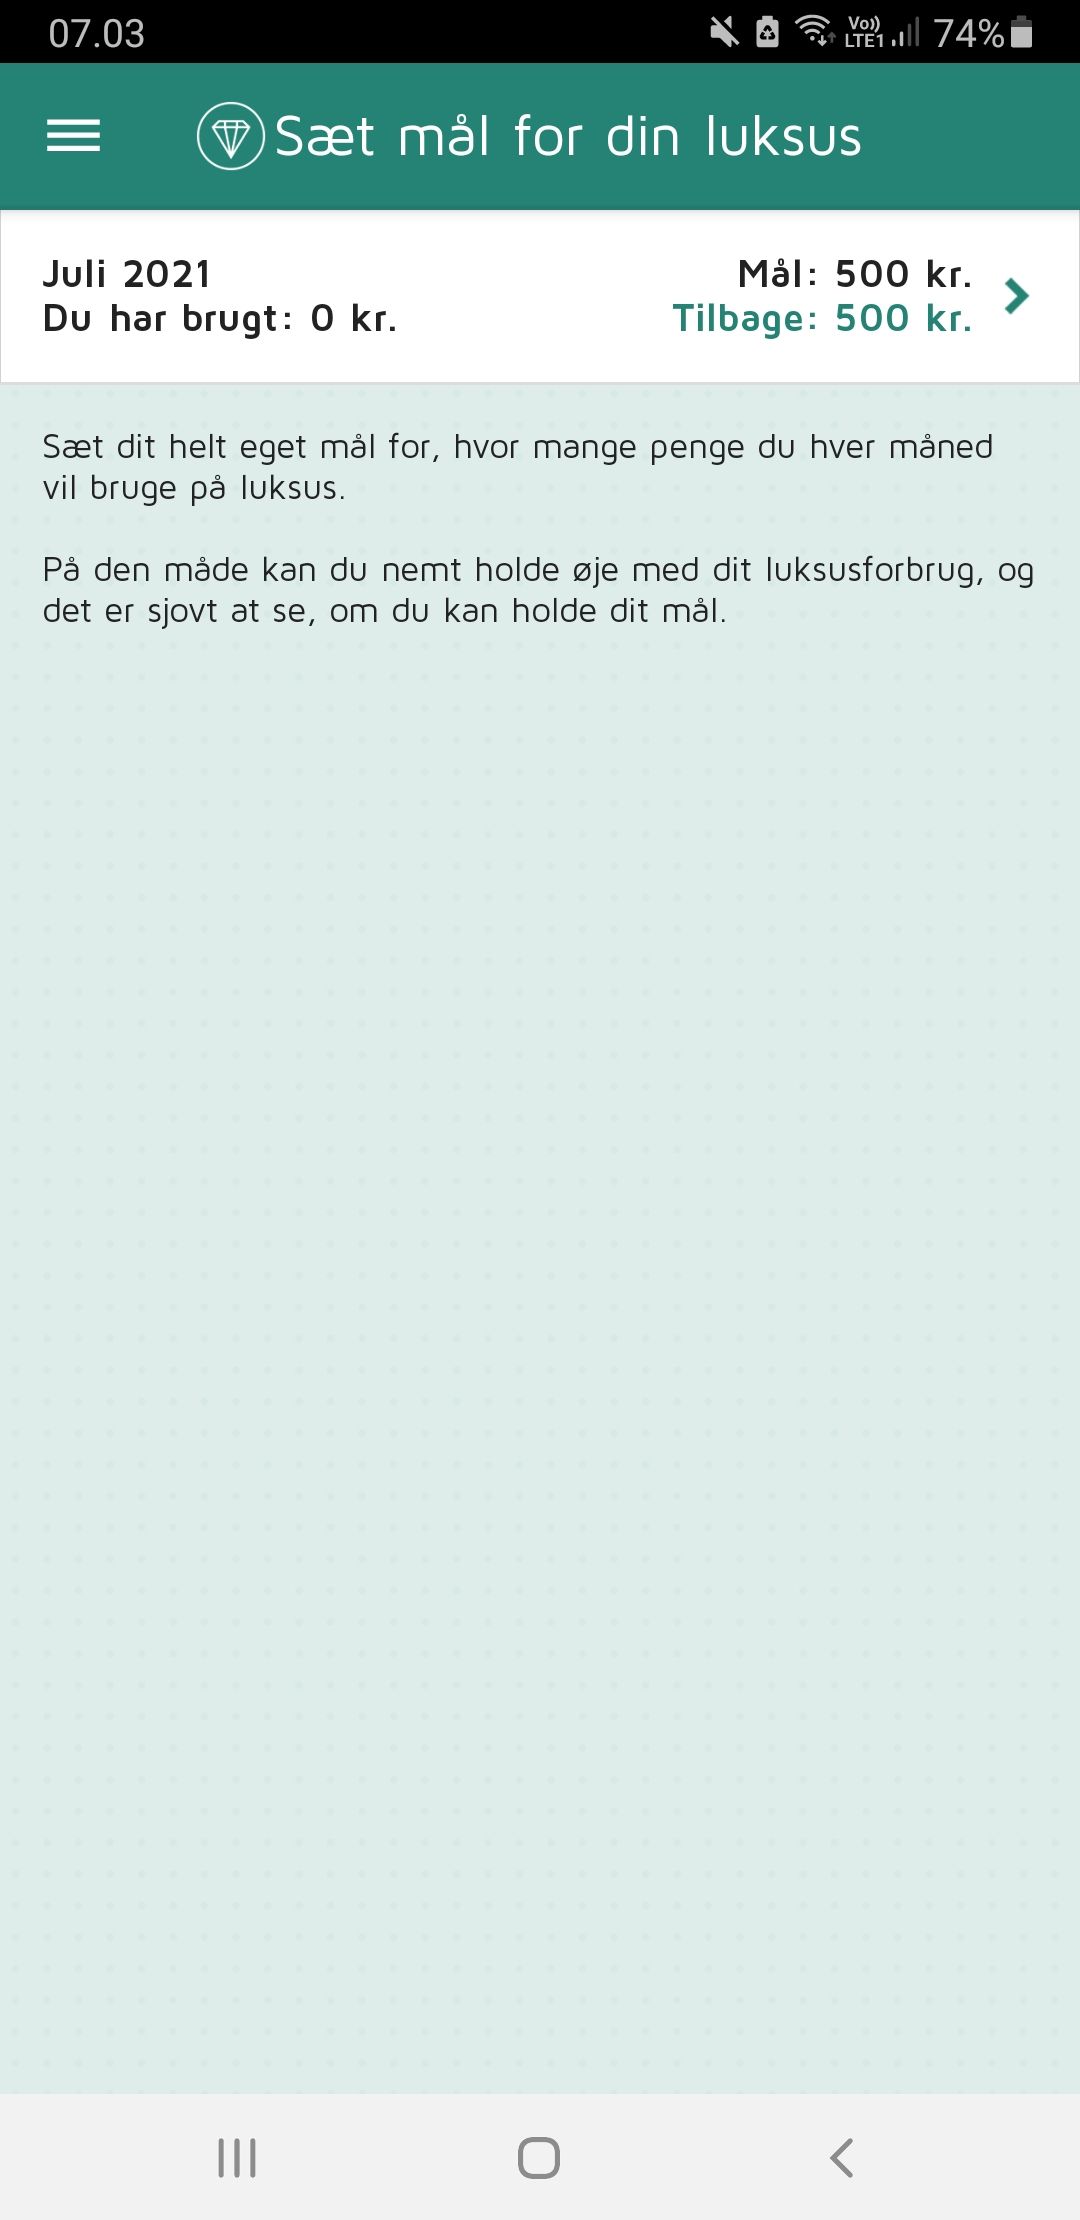 07.03
Vo)) LTE1 74%
Sæt mål for din luksus
Juli 2021
Du har brugt: 0 kr.
Mål: 500 kr.
Tilbage: 500 kr.
Sæt dit helt eget mål for, hvor mange penge du hver måned
vil bruge på luksus.
På den måde kan du nemt holde øje med dit luksusforbrug, og
det er sjovt at se, om du kan holde dit mål.